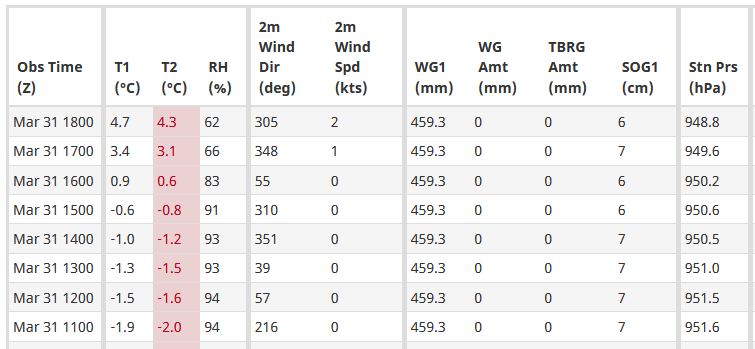 Obs Time (Z) T1 (°C) T2 (°C) RH (%) 2m Wind Dir (deg) 2m Wind Spd (kts) WG1 (mm) WG Amt (mm) TBRG Amt (mm) SOG1 (cm) Stn Prs (hPa)
Mar 31 1800 4.7 4.3 62 305 2 459.3 0 0 6 948.8
Mar 31 1700 3.4 3.1 66 348 1 459.3 0 0 7 949.6
Mar 31 1600 0.9 0.6 83 55 0 459.3 0 0 6 950.2
Mar 31 1500 -0.6 -0.8 91 310 0 459.3 0 0 6 950.6
Mar 31 1400 -1.0 -1.2 93 351 0 459.3 0 0 7 950.5
Mar 31 1300 -1.3 -1.5 93 39 0 459.3 0 0 7 951.0
Mar 31 1200 -1.5 -1.6 94 57 0 459.3 0 0 7 951.5
Mar 31 1100 -1.9 -2.0 94 216 0 459.3 0 0 7 951.6